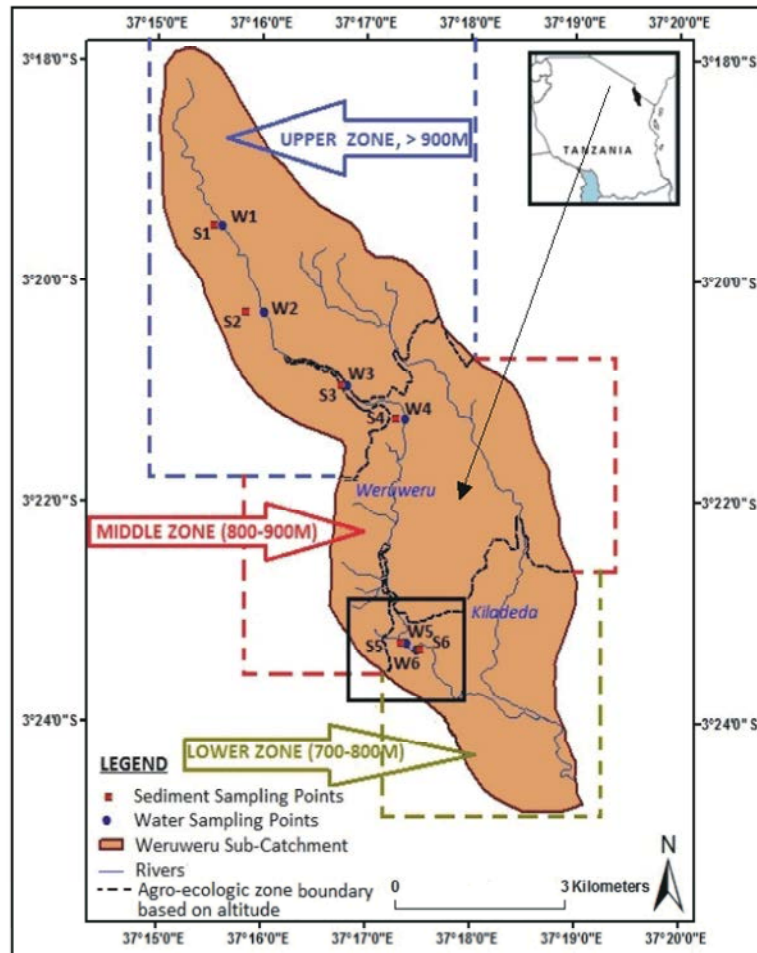 37°15'0"E 37°16'0"E 37°17'0"E 37°18'0"E 37°19'0"E 37°20'0"E
3°18'0"S 3°18'0"S
TANZANIA
UPPER ZONE, > 900M
S1 W1
3°20'0"S 3°20'0"S
S2 W2
W3
S3
S4 W4
Weruweru
3°22'0"S 3°22'0"S
MIDDLE ZONE (800-900M)
Kiladeda
W5
S5 S6
W6
3°24'0"S 3°24'0"S
LOWER ZONE (700-800M)
LEGEND
Sediment Sampling Points
Water Sampling Points
Weruweru Sub-Catchment
Rivers
Agro-ecologic zone boundary
based on altitude
0 3 Kilometers
N
37°15'0"E 37°16'0"E 37°17'0"E 37°18'0"E 37°19'0"E 37°20'0"E